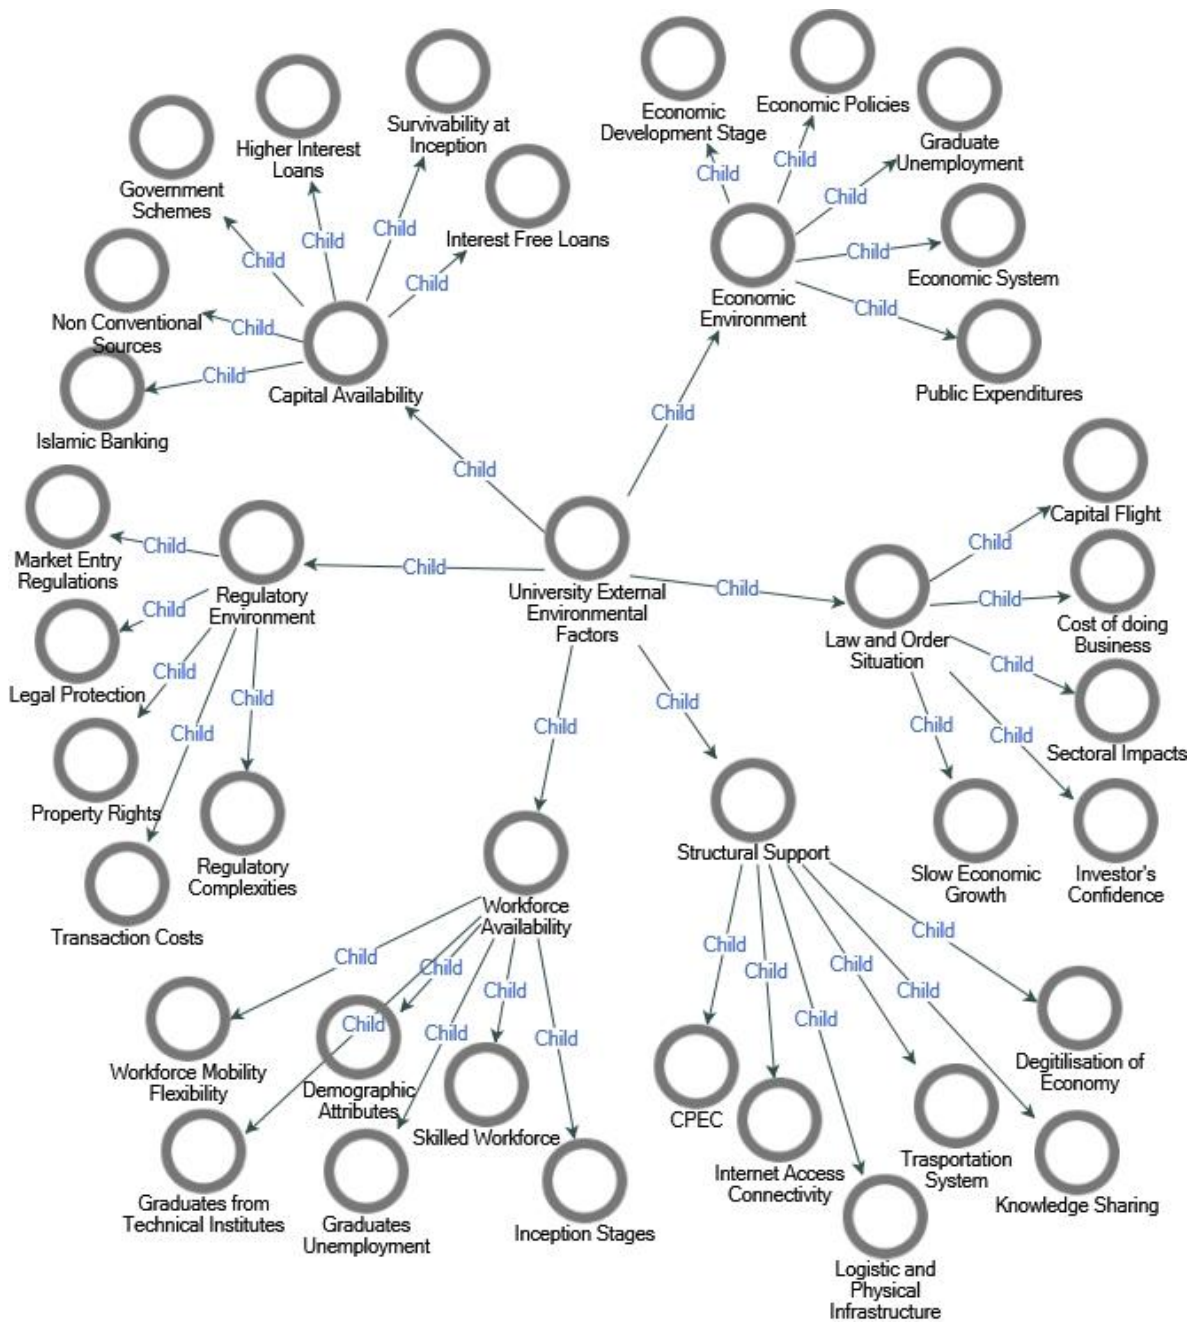 Survivability at
Inception
Child
Higher Interest
Loans
Child
Government
Schemes
Child
Interest Free Loans
Child
Non Conventional
Sources
Child
Islamic Banking
Child
Capital Availability
Child
Economic
Development Stage
Child
Economic Policies
Child
Graduate
Unemployment
Child
Economic System
Child
Public Expenditures
Child
Economic
Environment
Child
University External
Environmental
Factors
Child
Regulatory
Environment
Child
Market Entry
Regulations
Child
Legal Protection
Child
Property Rights
Child
Transaction Costs
Child
Regulatory
Complexities
Child
Law and Order
Situation
Child
Capital Flight
Child
Cost of doing
Business
Child
Sectoral Impacts
Child
Investor's
Confidence
Child
Slow Economic
Growth
Child
Workforce
Availability
Child
Workforce Mobility
Flexibility
Child
Graduates from
Technical Institutes
Child
Demographic
Attributes
Child
Graduates
Unemployment
Child
Skilled Workforce
Child
Inception Stages
Child
Structural Support
Child
CPEC
Child
Internet Access
Connectivity
Child
Logistic and
Physical
Infrastructure
Child
Trasportation
System
Child
Knowledge Sharing
Child
Degitilisation of
Economy